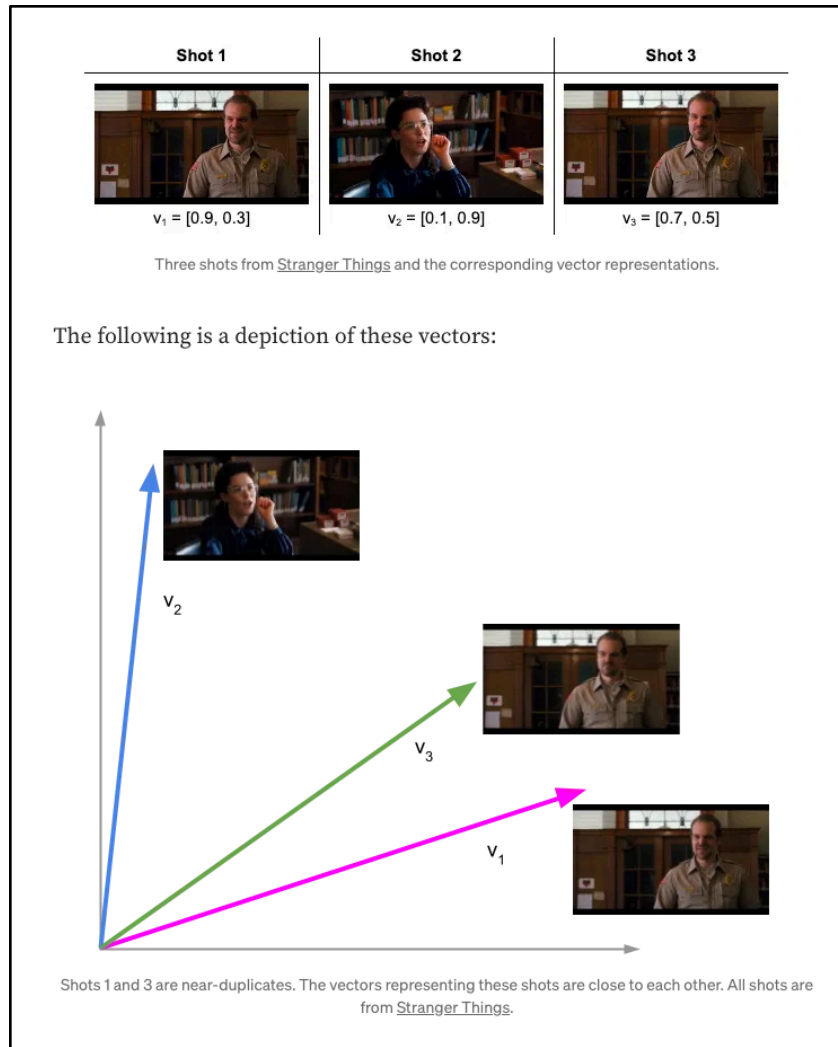 Shot 1 Shot 2 Shot 3
v₁ = [0.9, 0.3] v₂ = [0.1, 0.9] v₃ = [0.7, 0.5]
Three shots from Stranger Things and the corresponding vector representations.
The following is a depiction of these vectors:
v₂
v₃
v₁
Shots 1 and 3 are near-duplicates. The vectors representing these shots are close to each other. All shots are
from Stranger Things.